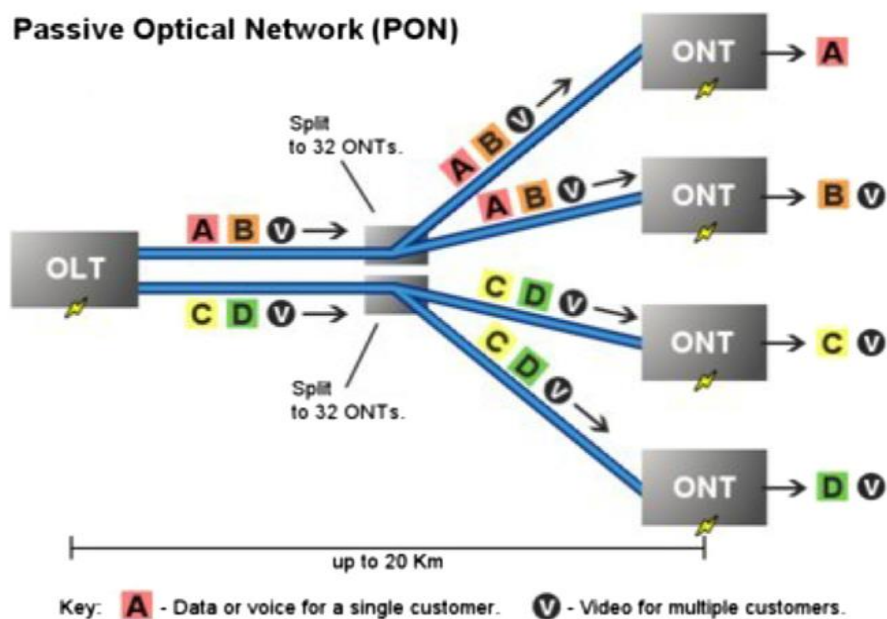 Passive Optical Network (PON)
Split
to 32 ONTs.
A B V
A B V
A B V
OLT
C D V
C D V
C D V
Split
to 32 ONTs.
ONT
A
ONT
B V
ONT
C V
ONT
D V
up to 20 Km
Key: A - Data or voice for a single customer. V - Video for multiple customers.